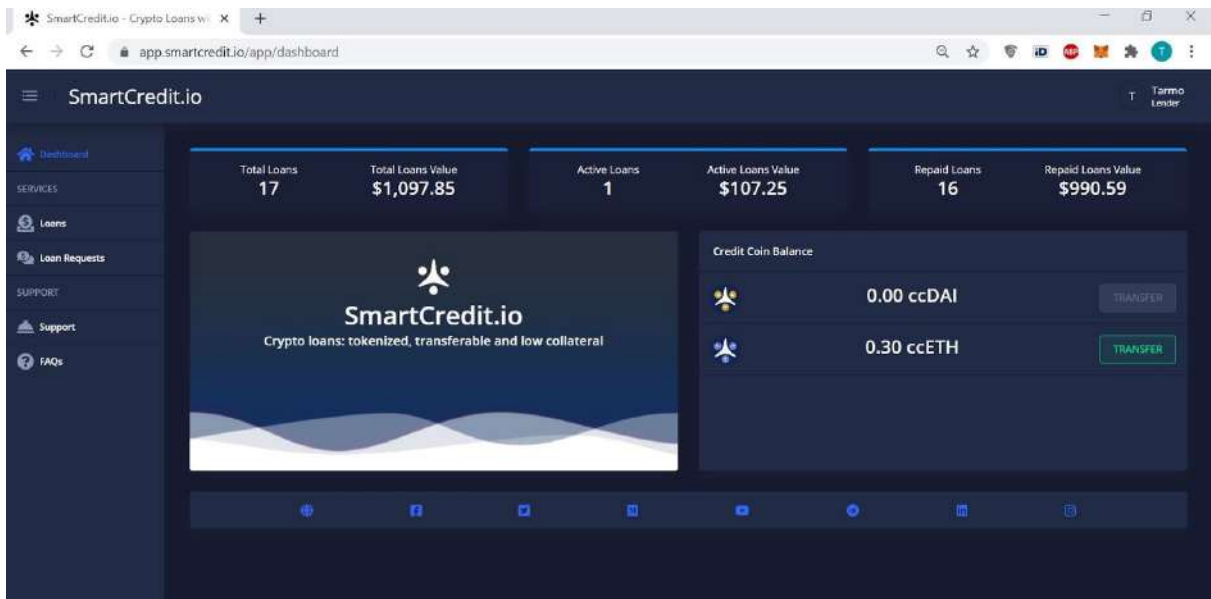 SmartCredit.io - Crypto Loans wi
app.smartcredit.io/app/dashboard
ABP
T
SmartCredit.io
T
Tarmo
Lender
Dashboard
SERVICES
Loans
Loan Requests
SUPPORT
Support
FAQs
Total Loans
17
Total Loans Value
$1,097.85
Active Loans
1
Active Loans Value
$107.25
Repaid Loans
16
Repaid Loans Value
$990.59
SmartCredit.io
Crypto loans: tokenized, transferable and low collateral
Credit Coin Balance
0.00 ccDAI
TRANSFER
0.30 ccETH
TRANSFER